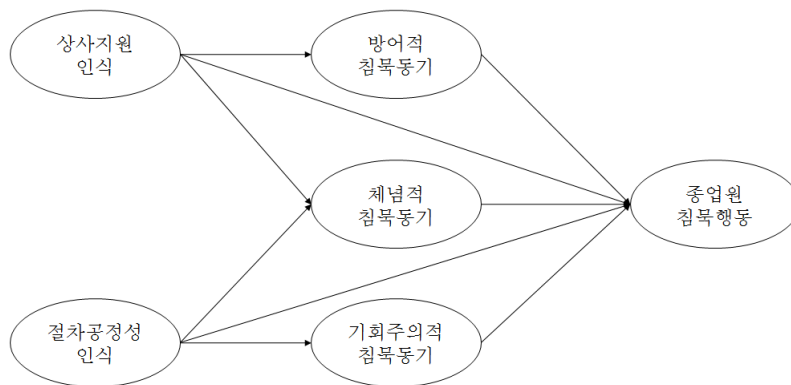 상사지원
인식
방어적
침묵동기
체념적
침묵동기
종업원
침묵행동
절차공정성
인식
기회주의적
침묵동기